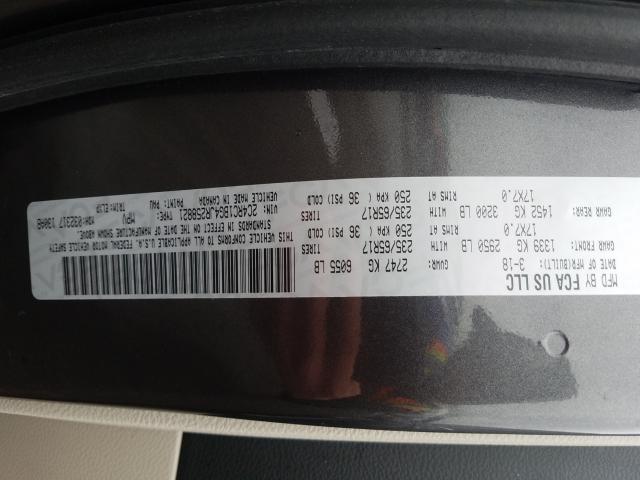 MFD BY FCA US LLC
DATE OF MFR(BUILT): 3-18 GVWR: 2747 KG 6055 LB
GAWR FRONT: 1339 KG 2950 LB WITH TIRES 235/65R17
17X7.0 RIMS AT 250 KPA ( 36 PSI) COLD
GAWR REAR: 1452 KG 3200 LB WITH TIRES 235/65R17
17X7.0 RIMS AT 250 KPA ( 36 PSI) COLD
THIS VEHICLE CONFORMS TO ALL APPLICABLE U.S.A. FEDERAL MOTOR VEHICLE SAFETY
STANDARDS IN EFFECT ON THE DATE OF MANUFACTURE SHOWN ABOVE.
VIN: 2C4RC1BG4JR258821 TYPE: MPV MDH: 032317 TRIM: ELXP
VEHICLE MADE IN CANADA PAINT: PAU